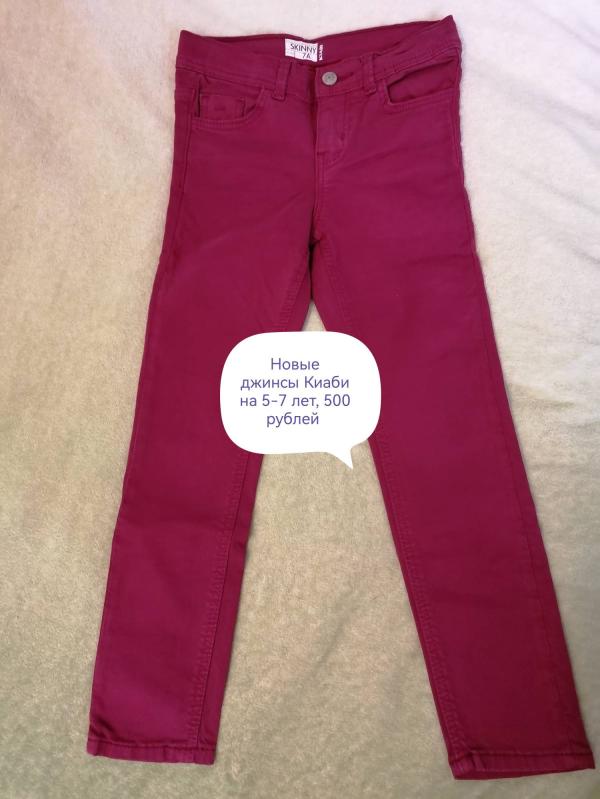 SKINNY
7A
Новые
джинсы Киаби
на 5-7 лет, 500
рублей